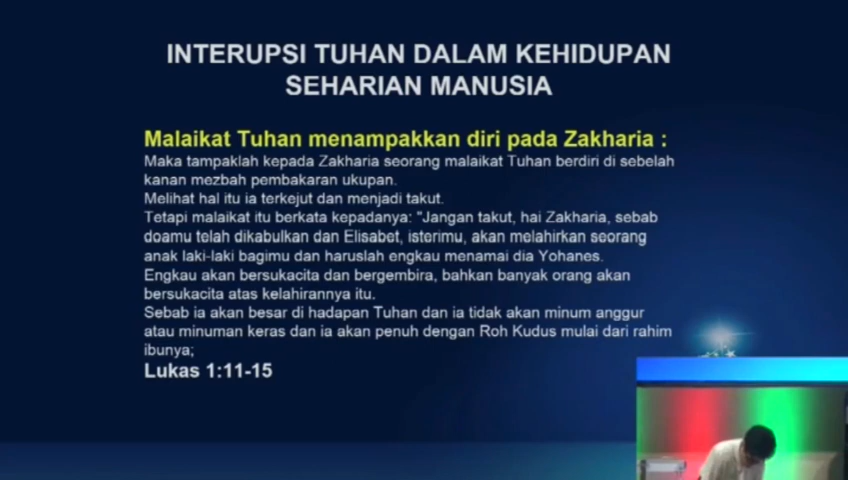 INTERUPSI TUHAN DALAM KEHIDUPAN
SEHARIAN MANUSIA
Malaikat Tuhan menampakkan diri pada Zakharia :
Maka tampaklah kepada Zakharia seorang malaikat Tuhan berdiri di sebelah
kanan mezbah pembakaran ukupan.
Melihat hal itu ia terkejut dan menjadi takut.
Tetapi malaikat itu berkata kepadanya: "Jangan takut, hai Zakharia, sebab
doamu telah dikabulkan dan Elisabet, isterimu, akan melahirkan seorang
anak laki-laki bagimu dan haruslah engkau menamai dia Yohanes.
Engkau akan bersukacita dan bergembira, bahkan banyak orang akan
bersukacita atas kelahirannya itu.
Sebab ia akan besar di hadapan Tuhan dan ia tidak akan minum anggur
atau minuman keras dan ia akan penuh dengan Roh Kudus mulai dari rahim
ibunya;
Lukas 1:11-15